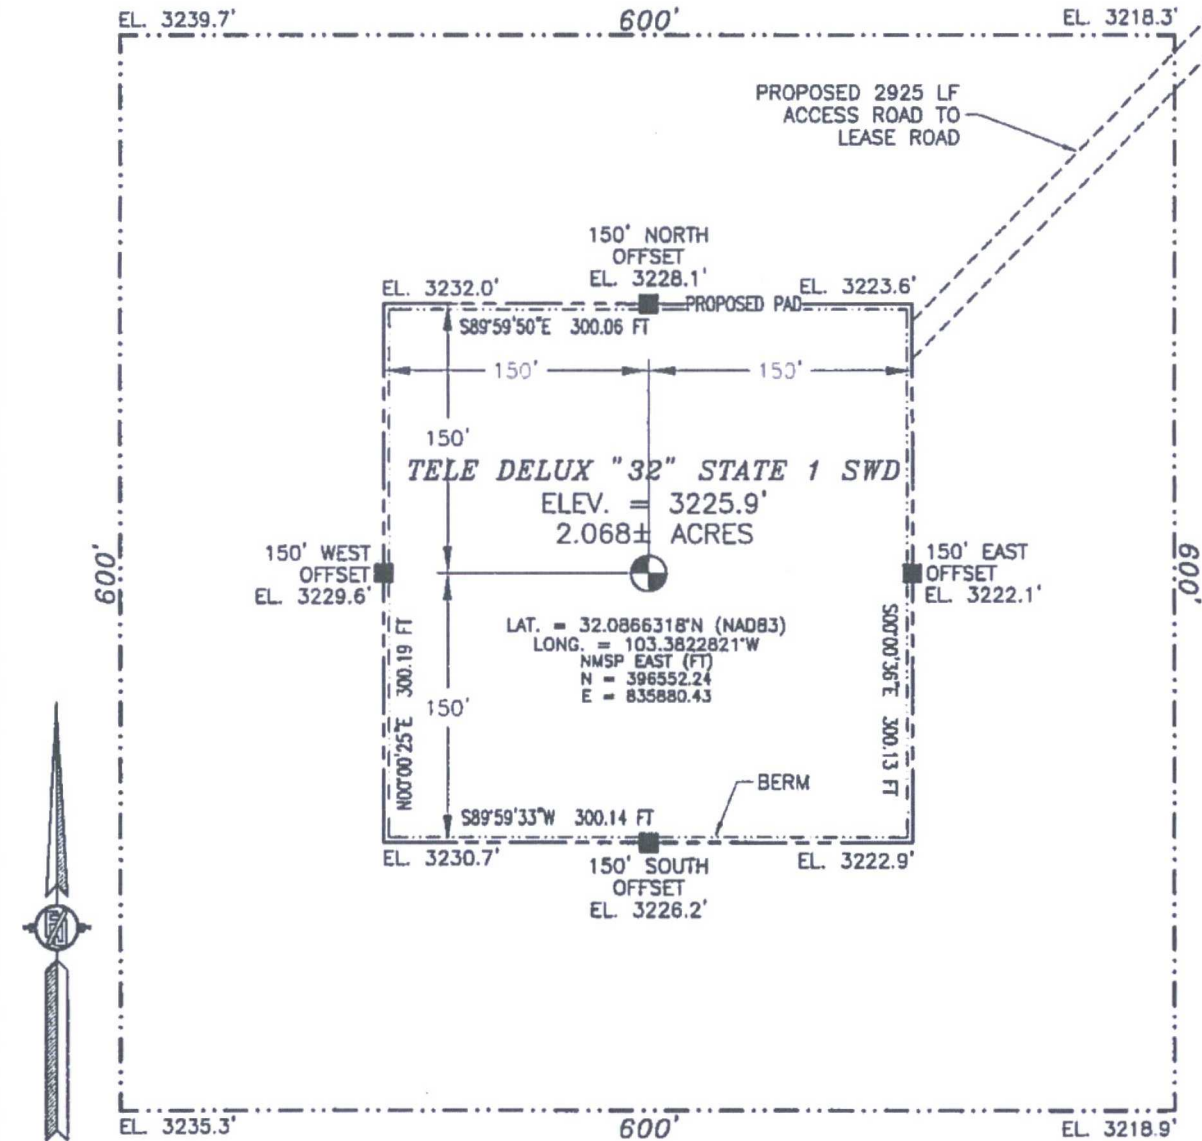 EL. 3239.7'
600'
EL. 3218.3'
PROPOSED 2925 LF
ACCESS ROAD TO
LEASE ROAD
150' NORTH
OFFSET
EL. 3228.1'
EL. 3232.0'
EL. 3223.6'
PROPOSED PAD
S89°59'50"E 300.06 FT
150'
150'
150'
TELE DELUX "32" STATE 1 SWD
ELEV. = 3225.9'
2.068± ACRES
600'
150' WEST
OFFSET
EL. 3229.6'
150' EAST
OFFSET
EL. 3222.1'
600'
LAT. = 32.0866318°N (NAD83)
LONG. = 103.3822821°W
NMSP EAST (FT)
N = 396552.24
E = 835880.43
N00°00'25"E 300.19 FT
S00°00'36"E 300.13 FT
150'
BERM
S89°59'33"W 300.14 FT
EL. 3230.7'
EL. 3222.9'
150' SOUTH
OFFSET
EL. 3226.2'
EL. 3235.3'
600'
EL. 3218.9'